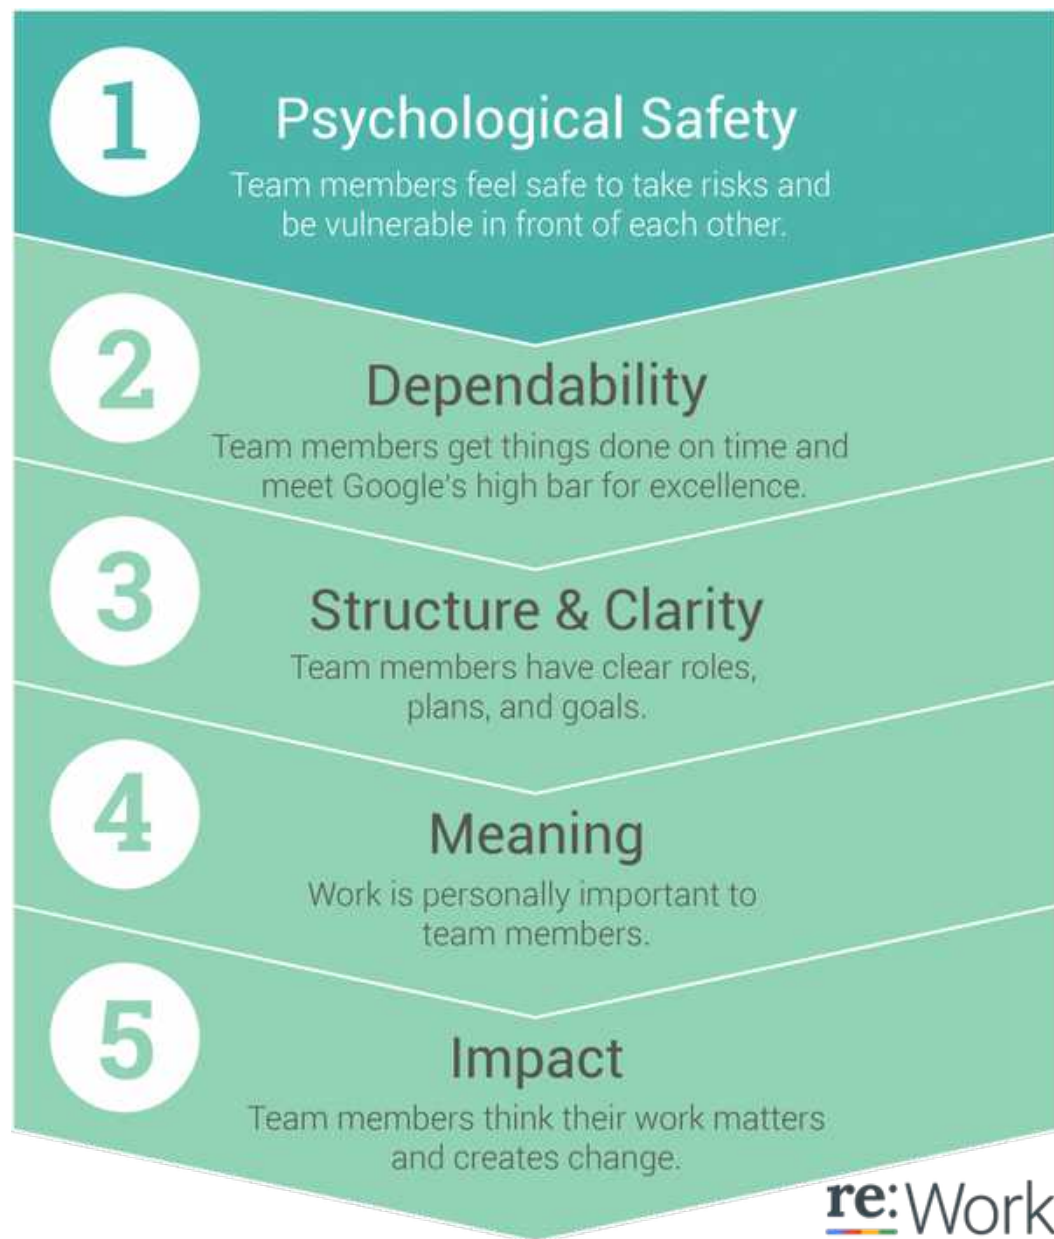 1
Psychological Safety
Team members feel safe to take risks and
be vulnerable in front of each other.
2
Dependability
Team members get things done on time and
meet Google's high bar for excellence.
3
Structure & Clarity
Team members have clear roles,
plans, and goals.
4
Meaning
Work is personally important to
team members.
5
Impact
Team members think their work matters
and creates change.
re:Work